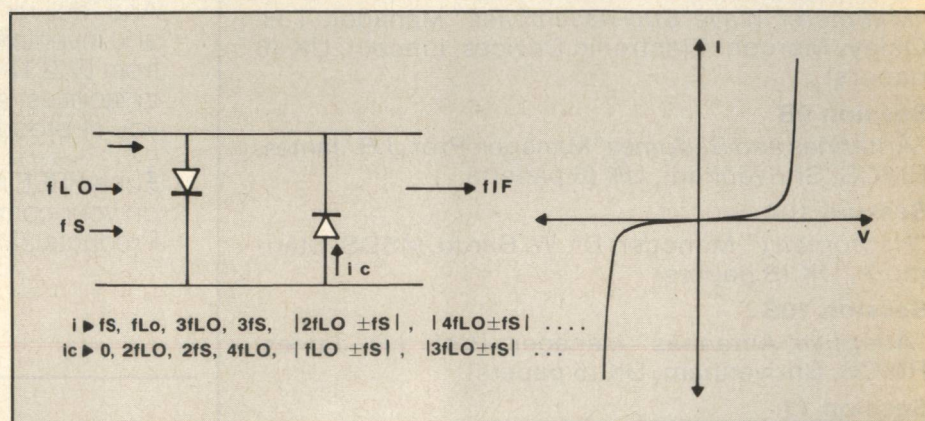 I
fLO
fIF
fS
V
ic
i ▶ fS, fLo, 3fLO, 3fS, |2fLO ±fS|, |4fLO±fS| ....
ic ▶ 0, 2fLO, 2fS, 4fLO, |fLO ±fS|, |3fLO±fS| ...